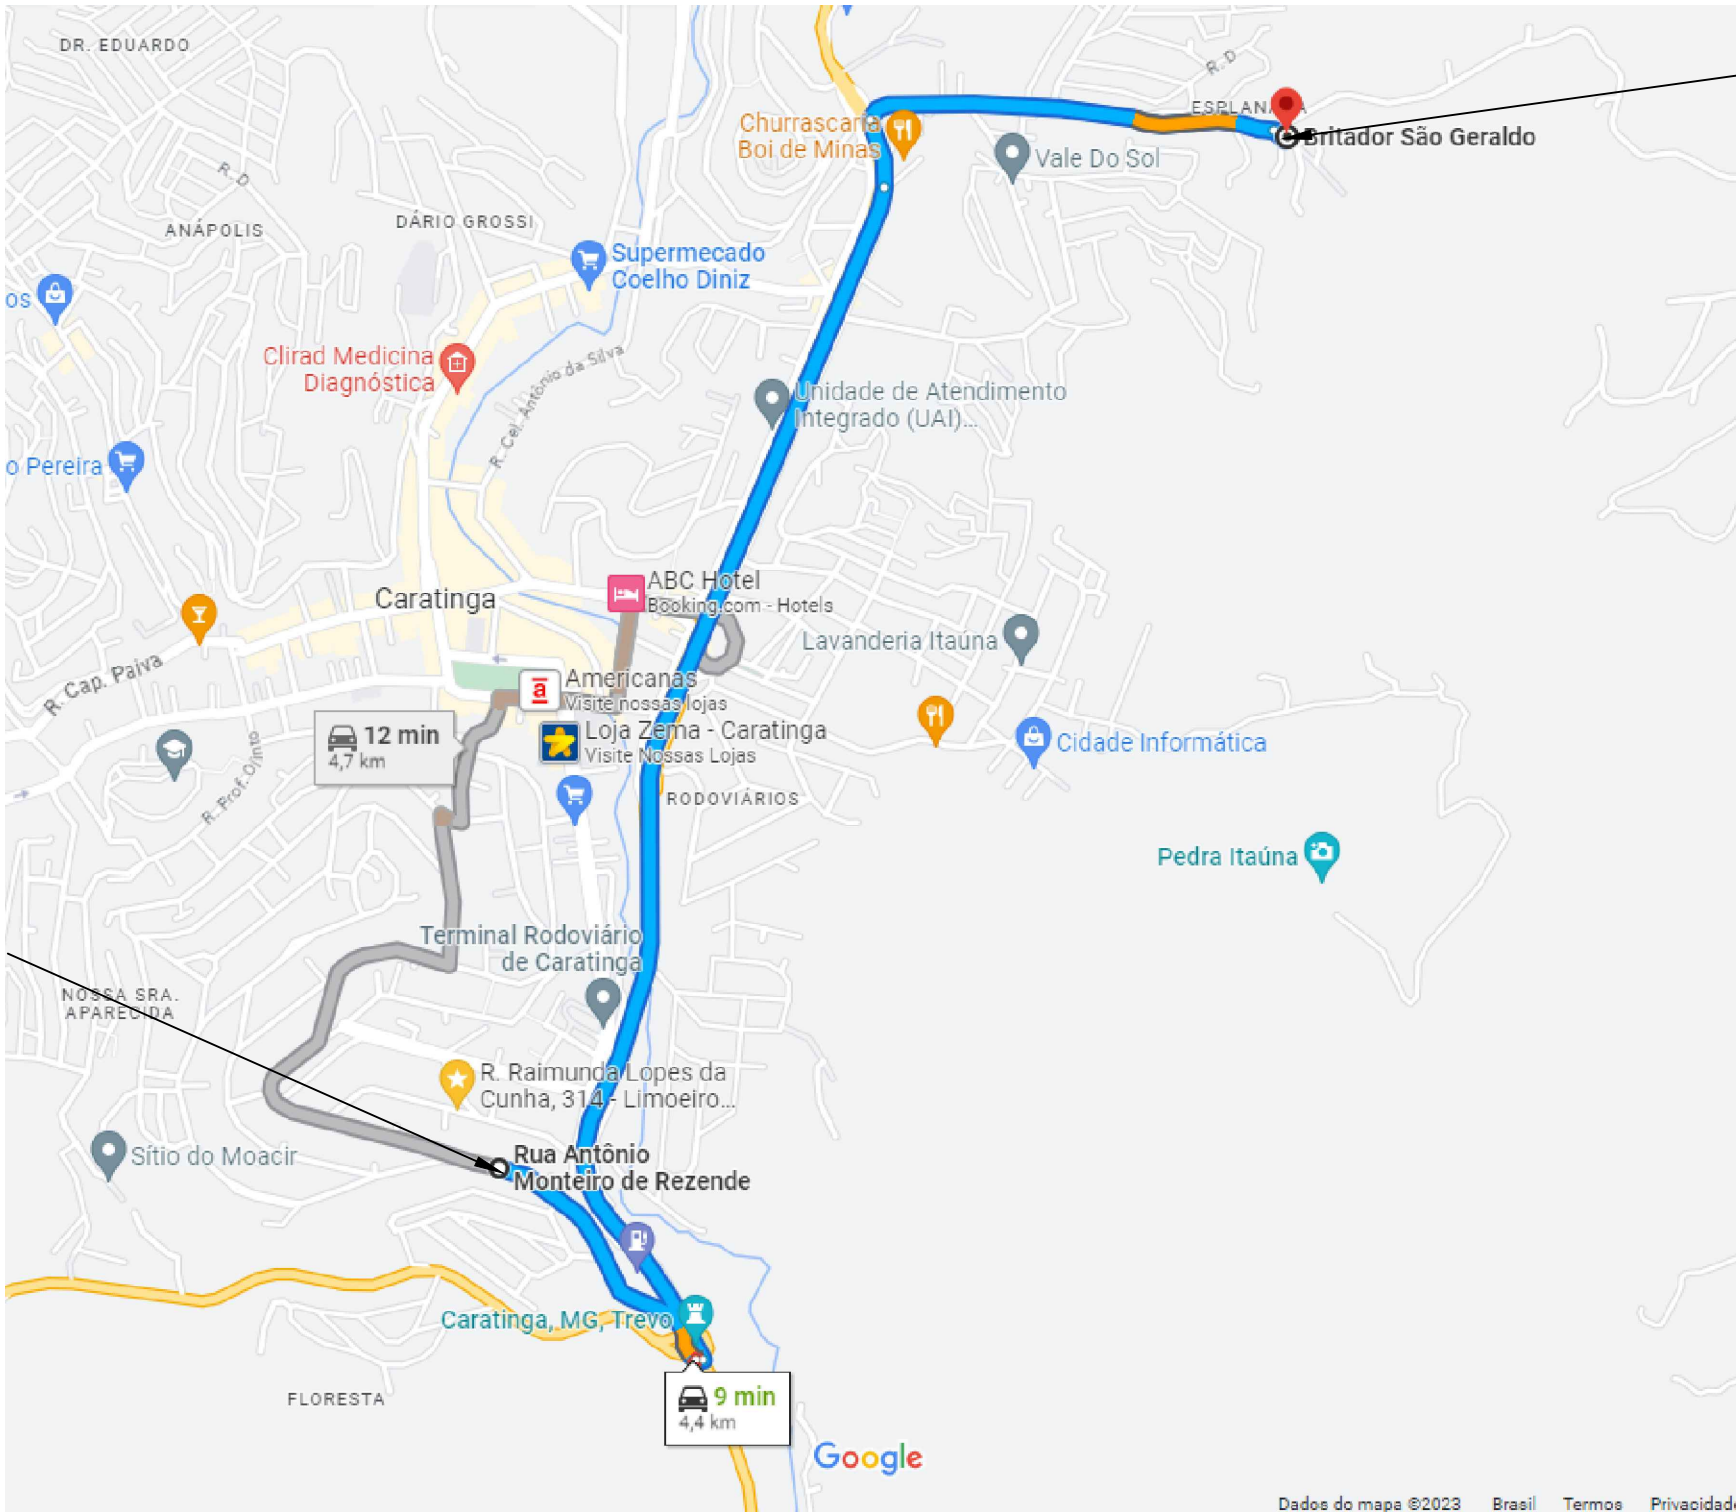 DR. EDUARDO
R. D
ESPLANADA
Churrascaria
Boi de Minas
Britador São Geraldo
Vale Do Sol
R. D
ANÁPOLIS
DÁRIO GROSSI
Supermecado
Coelho Diniz
os
Clirad Medicina
Diagnóstica
R. Cel. Antônio da Silva
Unidade de Atendimento
Integrado (UAI)...
o Pereira
ABC Hotel
Booking.com - Hotels
Caratinga
Lavanderia Itaúna
R. Cap. Paiva
Americanas
Visite nossas lojas
12 min
4,7 km
Loja Zema - Caratinga
Visite Nossas Lojas
Cidade Informática
R. Prof. Olinto
RODOVIÁRIOS
Pedra Itaúna
Terminal Rodoviário
de Caratinga
NOSSA SRA.
APARECIDA
R. Raimunda Lopes da
Cunha, 314 - Limoeiro...
Sítio do Moacir
Rua Antônio
Monteiro de Rezende
Caratinga, MG, Trevo
FLORESTA
9 min
4,4 km
Google
Dados do mapa ©2023 Brasil Termos Privacidad